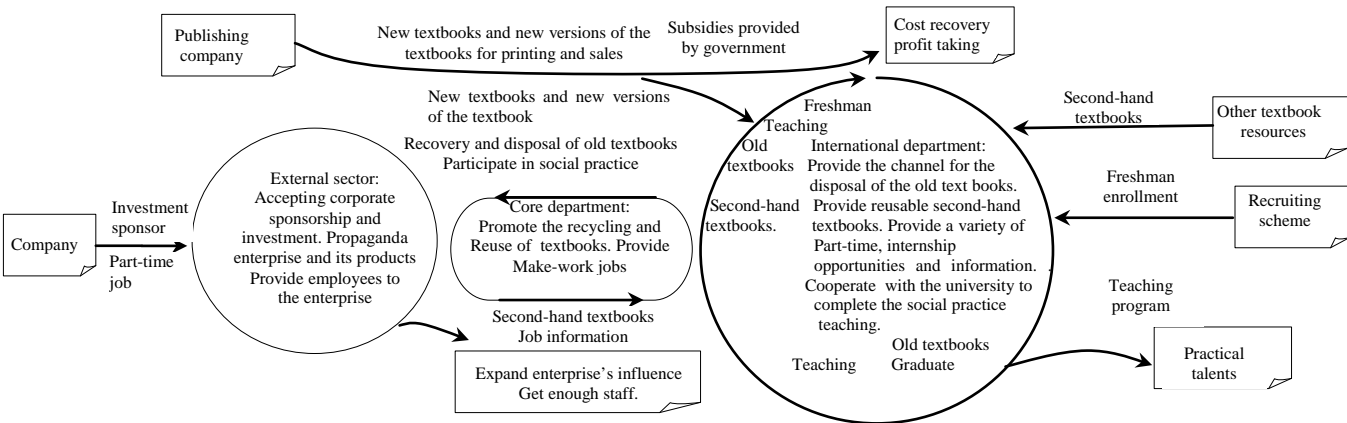 Publishing
company
New textbooks and new versions of the
textbooks for printing and sales
Subsidies provided
by government
Cost recovery
profit taking
New textbooks and new versions
of the textbook
Recovery and disposal of old textbooks
Participate in social practice
Freshman
Teaching
Second-hand
textbooks
Other textbook
resources
Company
Investment
sponsor
Part-time
job
External sector:
Accepting corporate
sponsorship and
investment. Propaganda
enterprise and its products
Provide employees to
the enterprise
Core department:
Promote the recycling and
Reuse of textbooks. Provide
Make-work jobs
Second-hand textbooks
Job information
Expand enterprise's influence
Get enough staff.
Old
textbooks
Second-hand
textbooks.
International department:
Provide the channel for the
disposal of the old text books.
Provide reusable second-hand
textbooks. Provide a variety of
Part-time, internship
opportunities and information. .
Cooperate with the university to
complete the social practice
teaching.
Old textbooks
Teaching Graduate
Freshman
enrollment
Recruiting
scheme
Teaching
program
Practical
talents